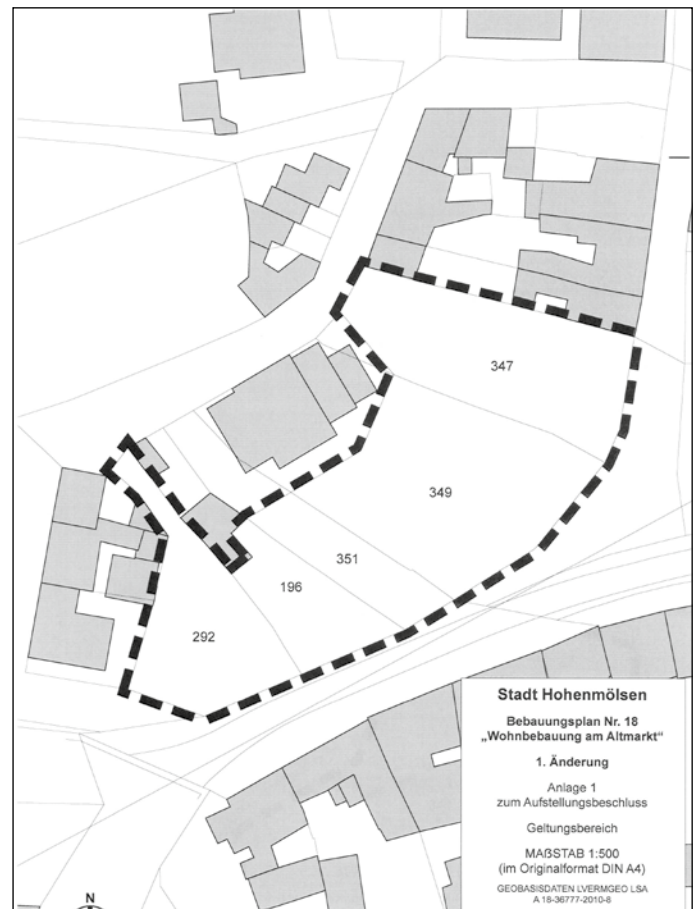 347
349
351
196
292
Stadt Hohenmölsen
Bebauungsplan Nr. 18
„Wohnbebauung am Altmarkt“
1. Änderung
Anlage 1
zum Aufstellungsbeschluss
Geltungsbereich
MAßSTAB 1:500
(im Originalformat DIN A4)
GEOBASISDATEN LVERMGEO LSA
A 18-36777-2010-8
N